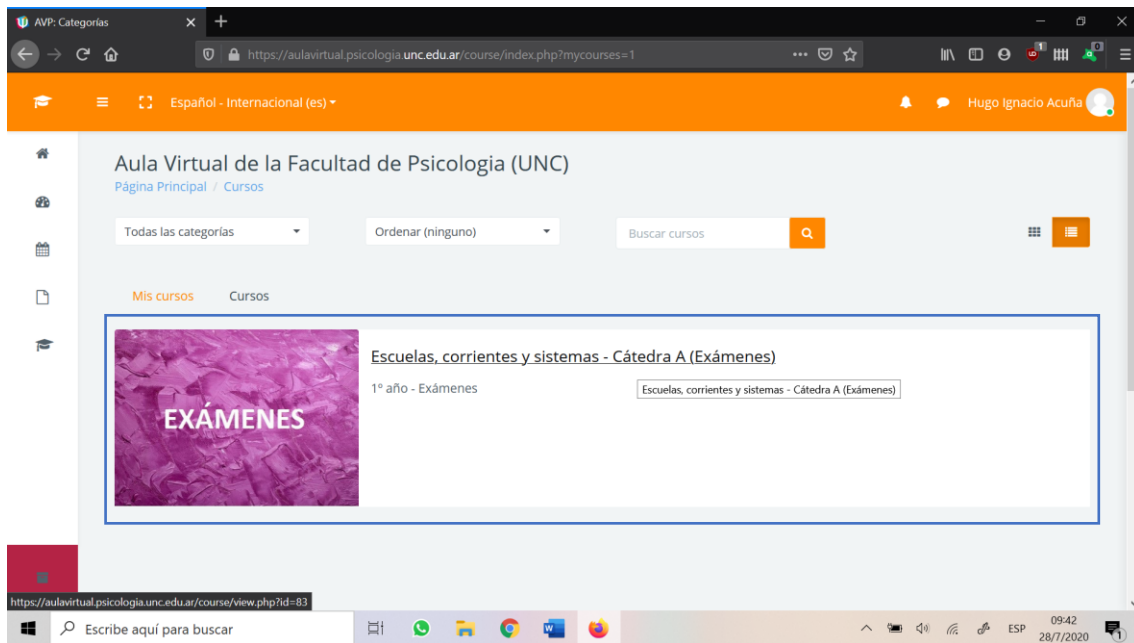 AVP: Categorías
https://aulavirtual.psicologia.unc.edu.ar/course/index.php?mycourses=1
Español - Internacional (es)
Hugo Ignacio Acuña
Aula Virtual de la Facultad de Psicologia (UNC)
Página Principal / Cursos
Todas las categorías
Ordenar (ninguno)
Buscar cursos
Mis cursos
Cursos
EXÁMENES
Escuelas, corrientes y sistemas - Cátedra A (Exámenes)
1º año - Exámenes
Escuelas, corrientes y sistemas - Cátedra A (Exámenes)
https://aulavirtual.psicologia.unc.edu.ar/course/view.php?id=83
Escribe aquí para buscar
ESP
09:42
28/7/2020